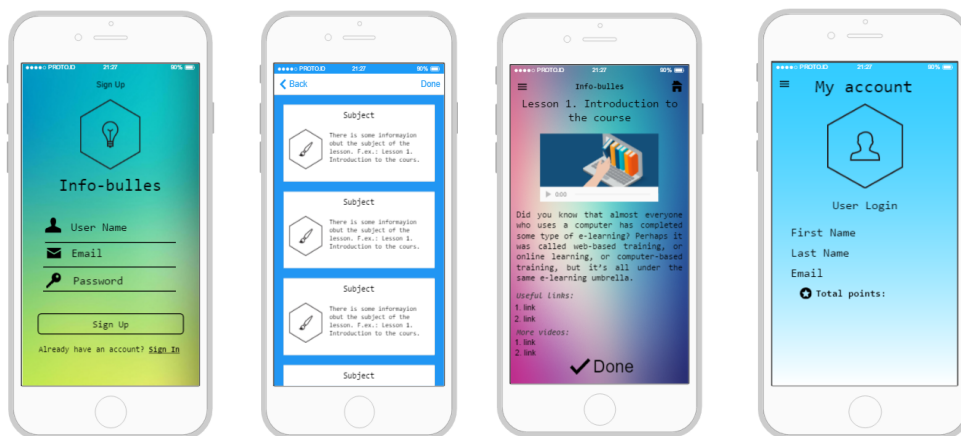 ●●●●○ PROTO.IO 21:27 90%
Sign Up
Info-bulles
User Name
Email
Password
Sign Up
Already have an account? Sign In
●●●●○ PROTO.IO 21:27 90%
Back Done
Subject
There is some informayion
obut the subject of the
lesson. F.ex.: Lesson 1.
Introduction to the cours.
Subject
There is some informayion
obut the subject of the
lesson. F.ex.: Lesson 1.
Introduction to the cours.
Subject
There is some informayion
obut the subject of the
lesson. F.ex.: Lesson 1.
Introduction to the cours.
Subject
●●●●○ PROTO.IO 21:27 90%
Info-bulles
Lesson 1. Introduction to
the course
0:00
Did you know that almost everyone
who uses a computer has completed
some type of e-learning? Perhaps it
was called web-based training, or
online learning, or computer-based
training, but it's all under the
same e-learning umbrella.
Useful links:
1. link
2. link
More videos:
1. link
2. link
Done
●●●●○ PROTO.IO 21:27 90%
My account
User Login
First Name
Last Name
Email
Total points: